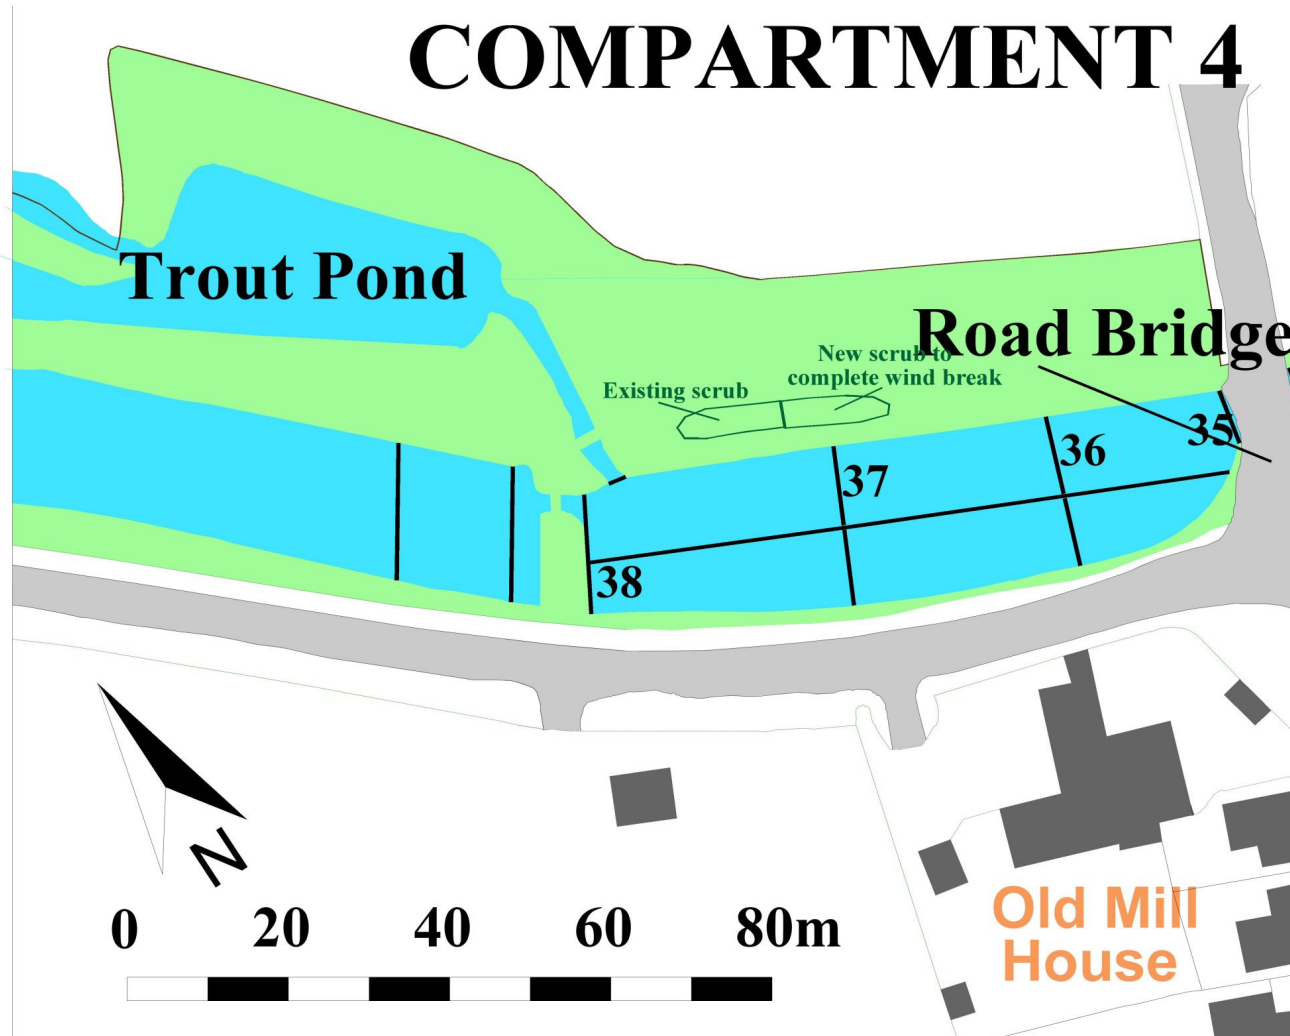 COMPARTMENT 4
Trout Pond
Road Bridge
New scrub to
complete wind break
Existing scrub
35
36
37
38
N
0 20 40 60 80m
Old Mill
House